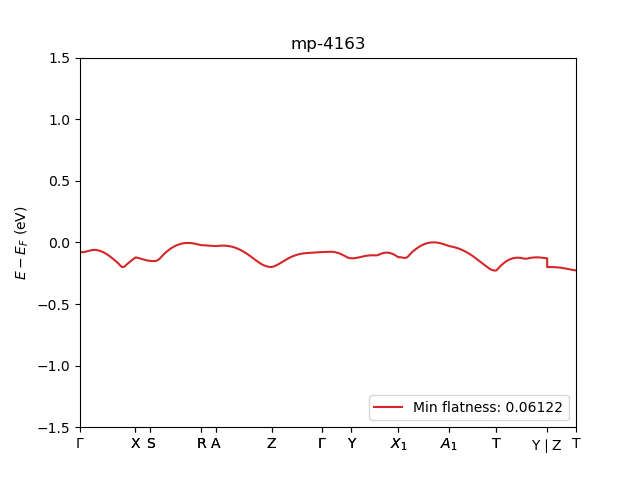 mp-4163
E − E_F (eV)
1.5
1.0
0.5
0.0
−0.5
−1.0
−1.5
Min flatness: 0.06122
Γ X S R A Z Γ Y X₁ A₁ T Y | Z T